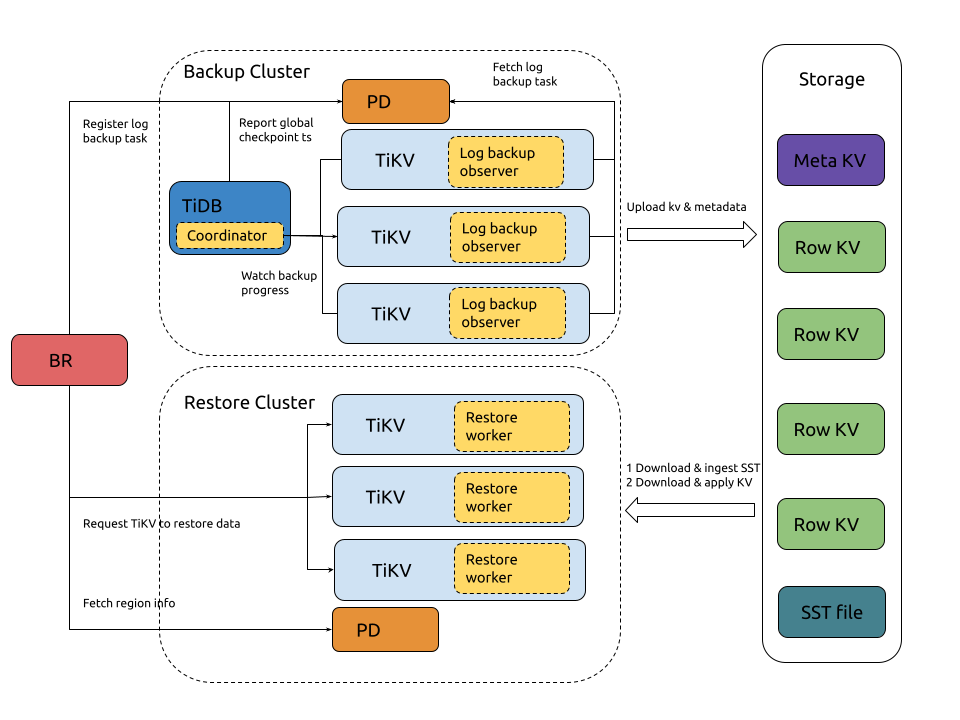 Backup Cluster
Fetch log
backup task
Storage
PD
Register log
backup task
Report global
checkpoint ts
TiKV
Log backup
observer
Meta KV
TiDB
Coordinator
TiKV
Log backup
observer
Upload kv & metadata
Row KV
Watch backup
progress
TiKV
Log backup
observer
Row KV
BR
Restore Cluster
TiKV
Restore
worker
Row KV
1 Download & ingest SST
2 Download & apply KV
TiKV
Restore
worker
Request TiKV to restore data
Row KV
TiKV
Restore
worker
Fetch region info
PD
SST file